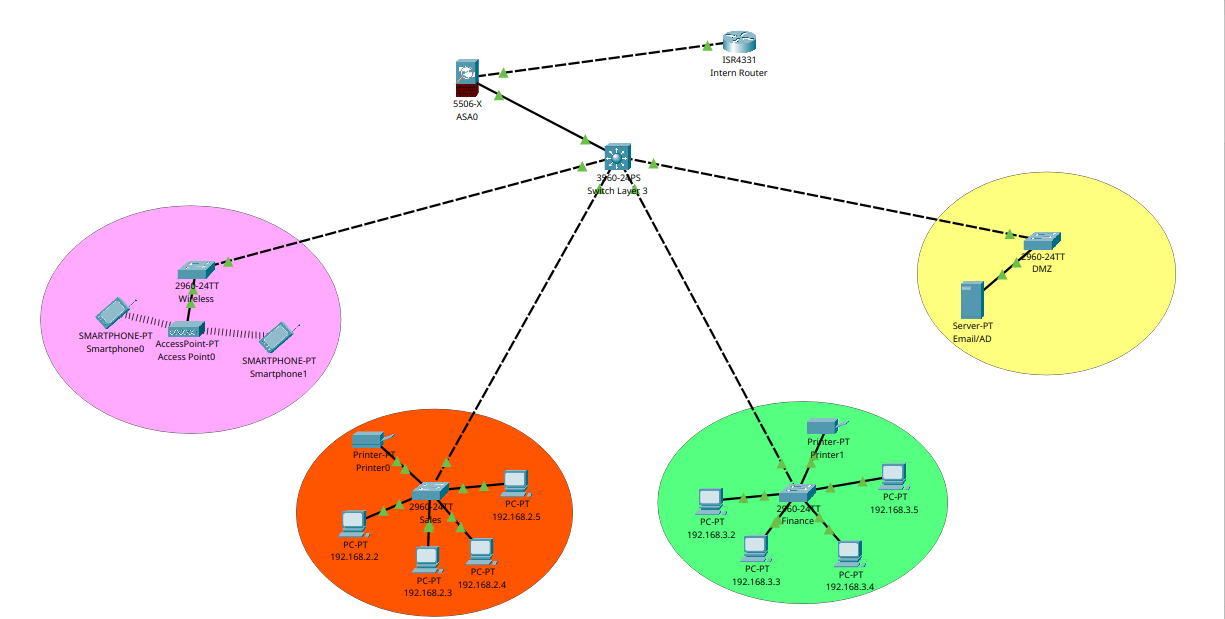 ISR4331
Intern Router
5506-X
ASA0
3560-24PS
Switch Layer 3
2960-24TT
DMZ
Server-PT
Email/AD
2960-24TT
Wireless
SMARTPHONE-PT
Smartphone0
AccessPoint-PT
Access Point0
SMARTPHONE-PT
Smartphone1
Printer-PT
Printer0
2960-24TT
Sales
PC-PT
192.168.2.5
PC-PT
192.168.2.2
PC-PT
192.168.2.3
PC-PT
192.168.2.4
Printer-PT
Printer1
2960-24TT
Finance
PC-PT
192.168.3.5
PC-PT
192.168.3.2
PC-PT
192.168.3.3
PC-PT
192.168.3.4